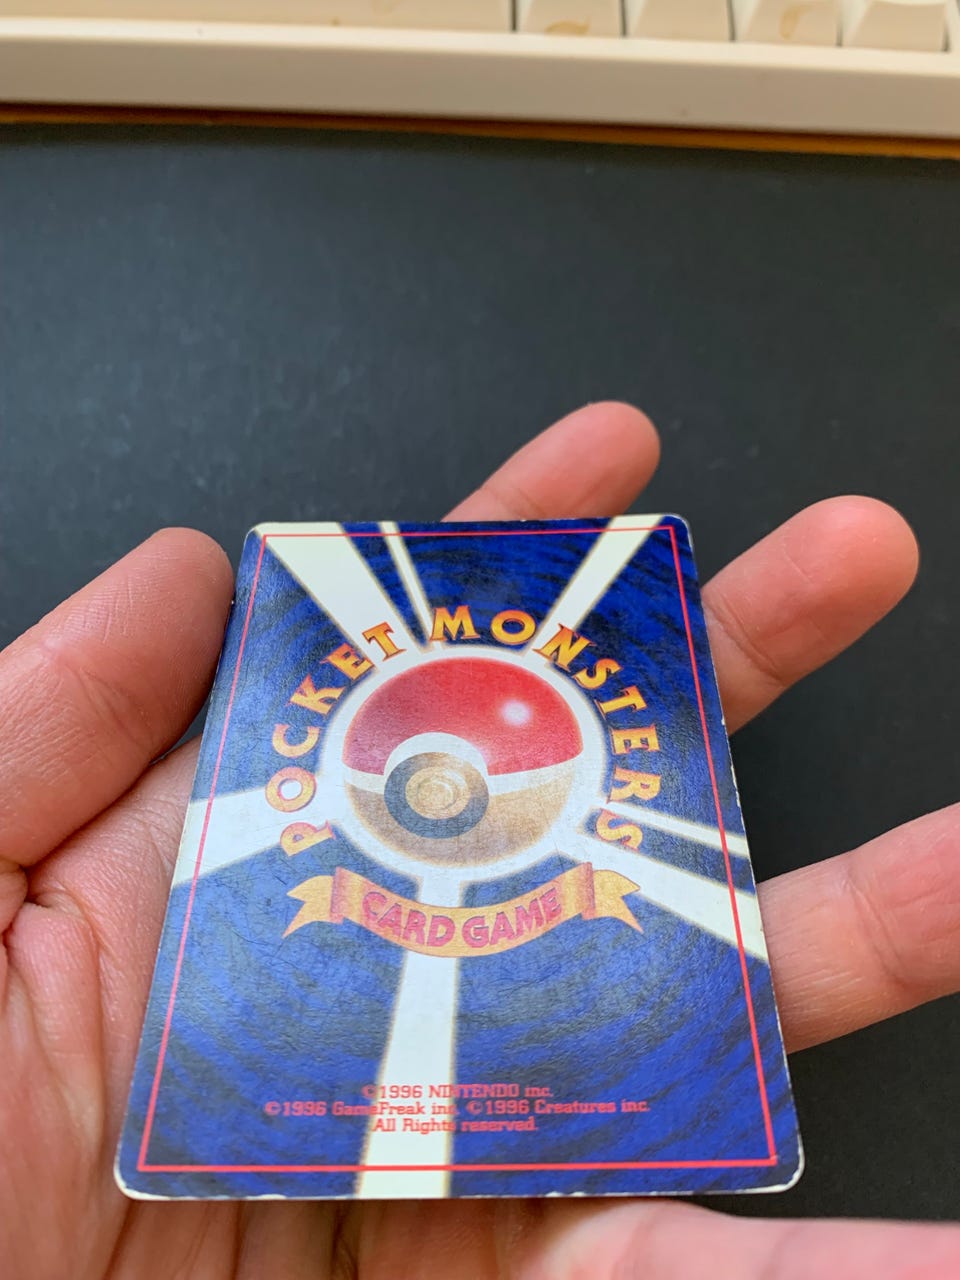 POCKET MONSTERS
CARD GAME
©1996 NINTENDO inc.
©1996 GameFreak inc. ©1996 Creatures inc.
All Rights reserved.